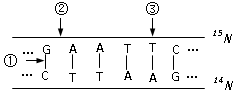 ② ③
¹⁵N
… G A A T T C …
①
… C T T A A G …
¹⁴N